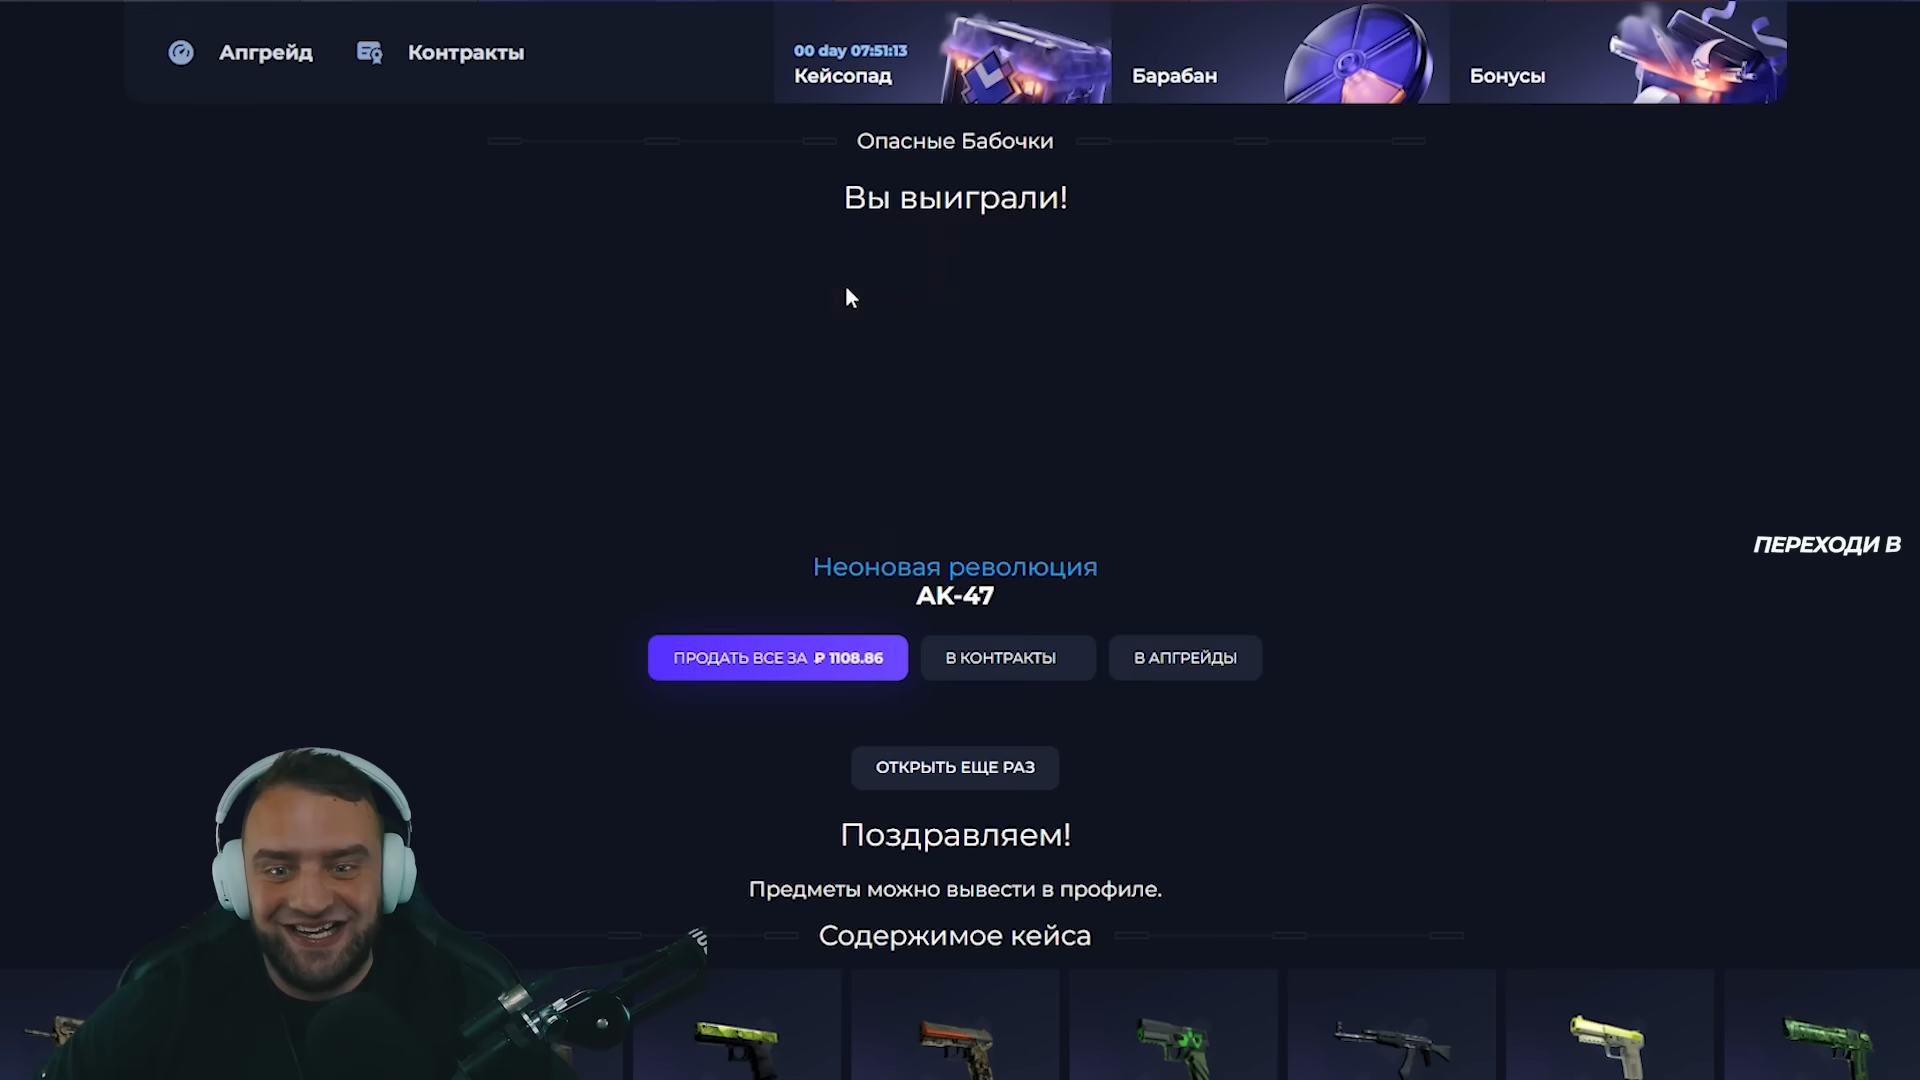 Апгрейд
Контракты
00 day 07:51:13
Кейсопад
Барабан
Бонусы
Опасные Бабочки
Вы выиграли!
ПЕРЕХОДИ В
Неоновая революция
АК-47
ПРОДАТЬ ВСЕ ЗА ₽ 1108.86
В КОНТРАКТЫ
В АПГРЕЙДЫ
ОТКРЫТЬ ЕЩЕ РАЗ
Поздравляем!
Предметы можно вывести в профиле.
Содержимое кейса